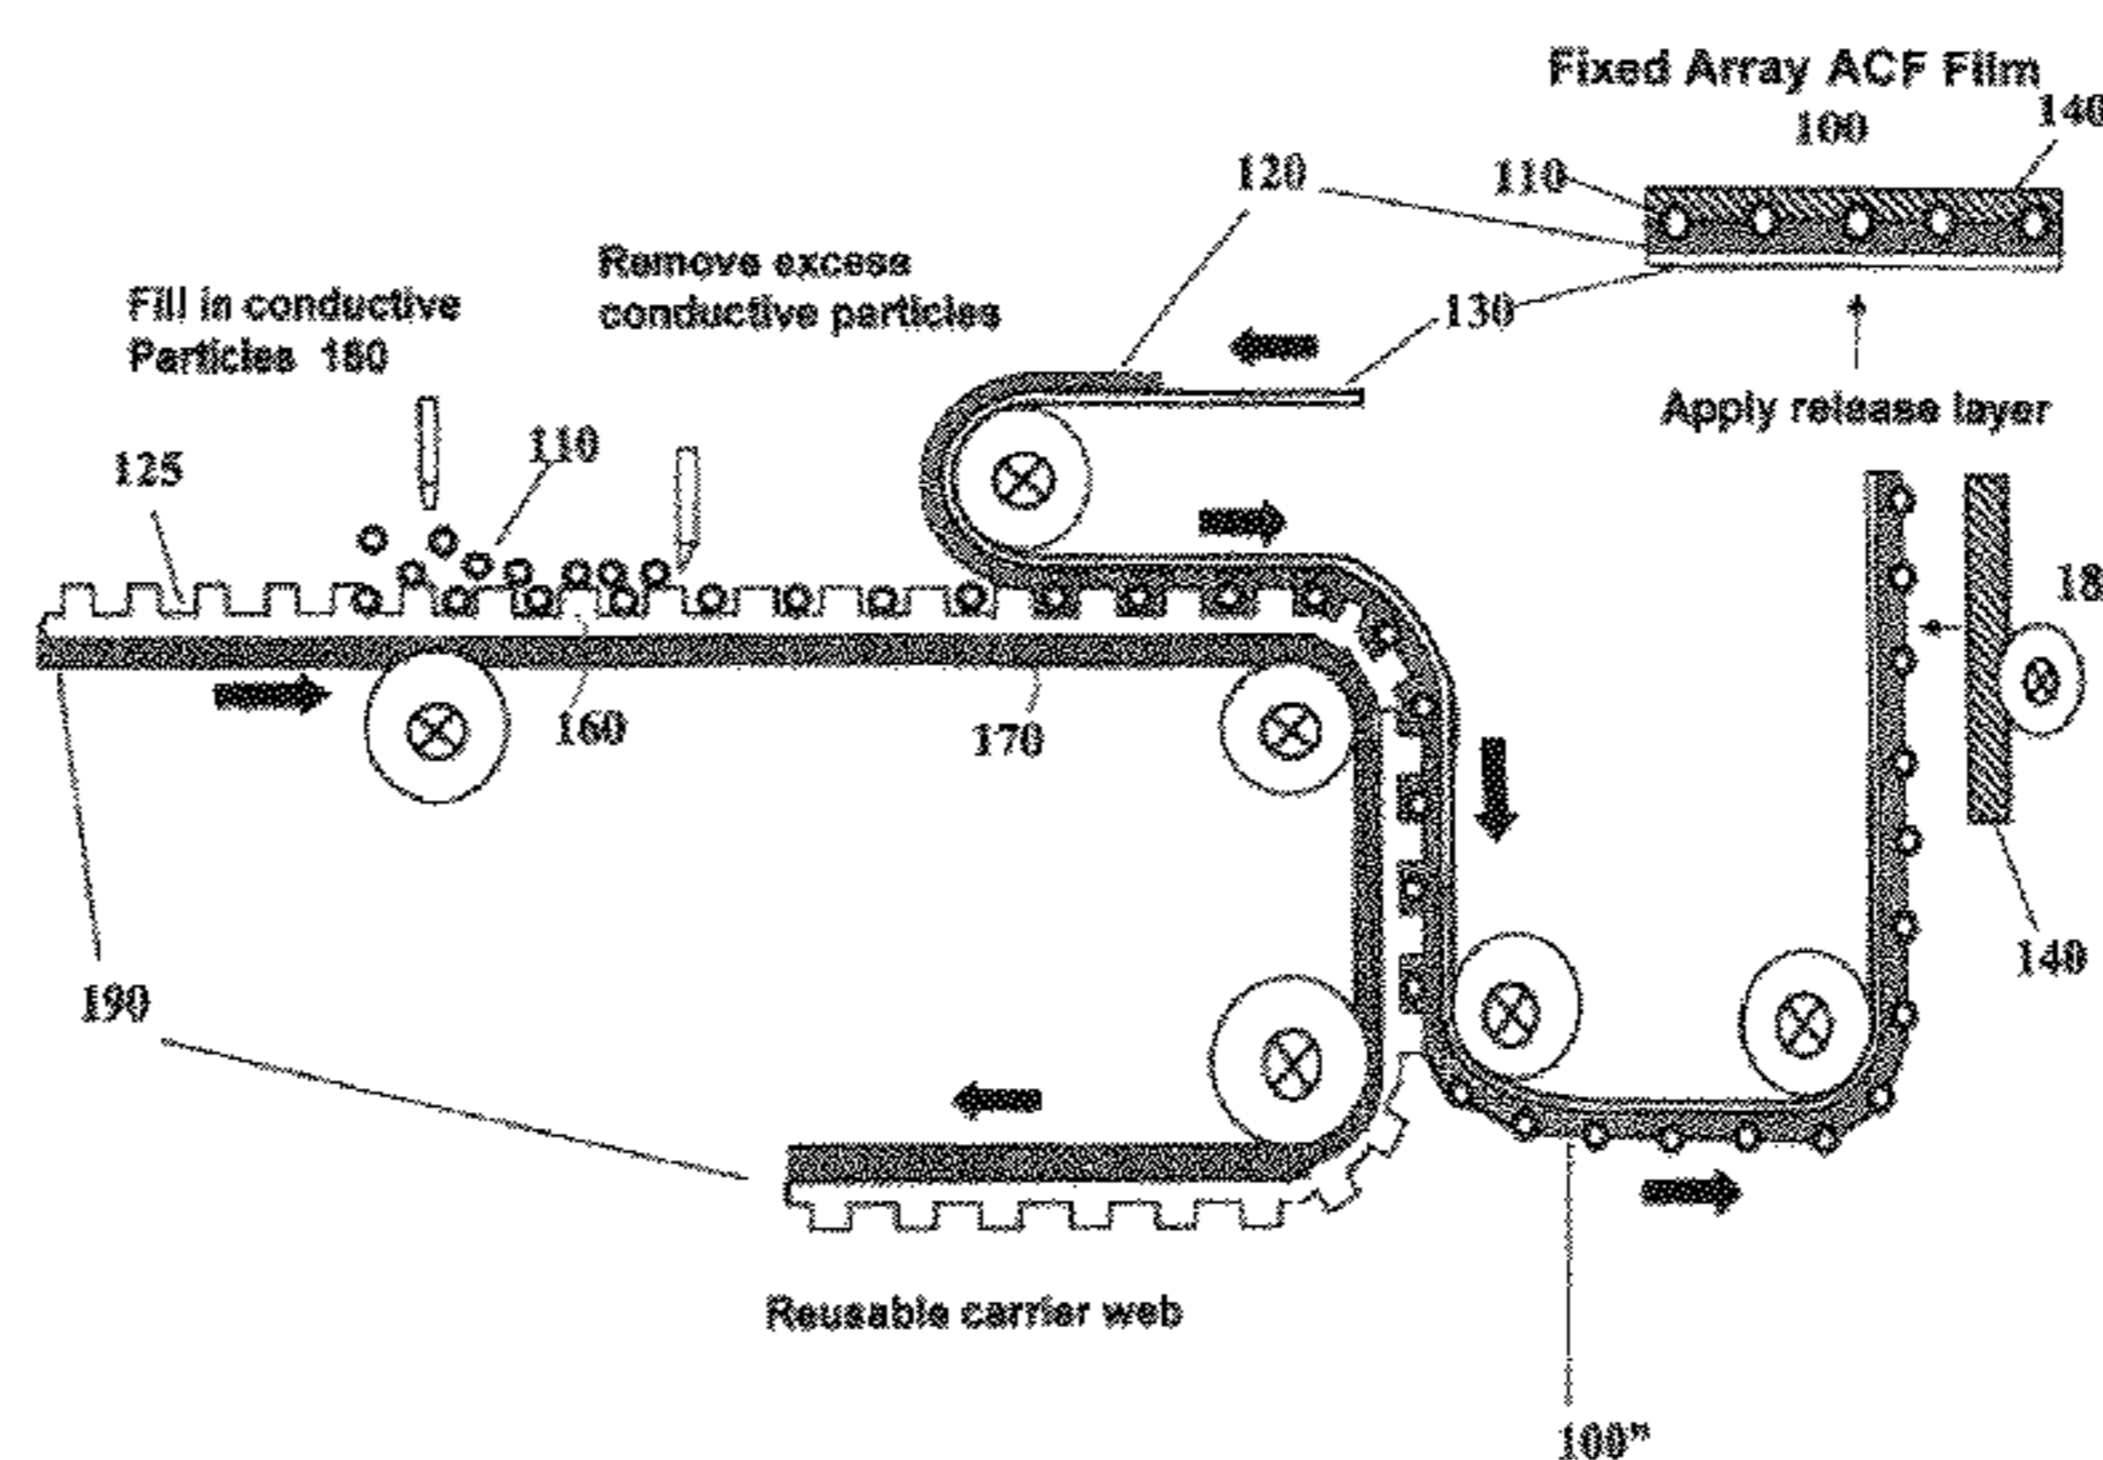 Fixed Array ACF Film
100
140
120
110
Remove excess
conductive particles
Fill in conductive
Particles 180
130
Apply release layer
110
125
18
160
170
140
190
Reusable carrier web
100"